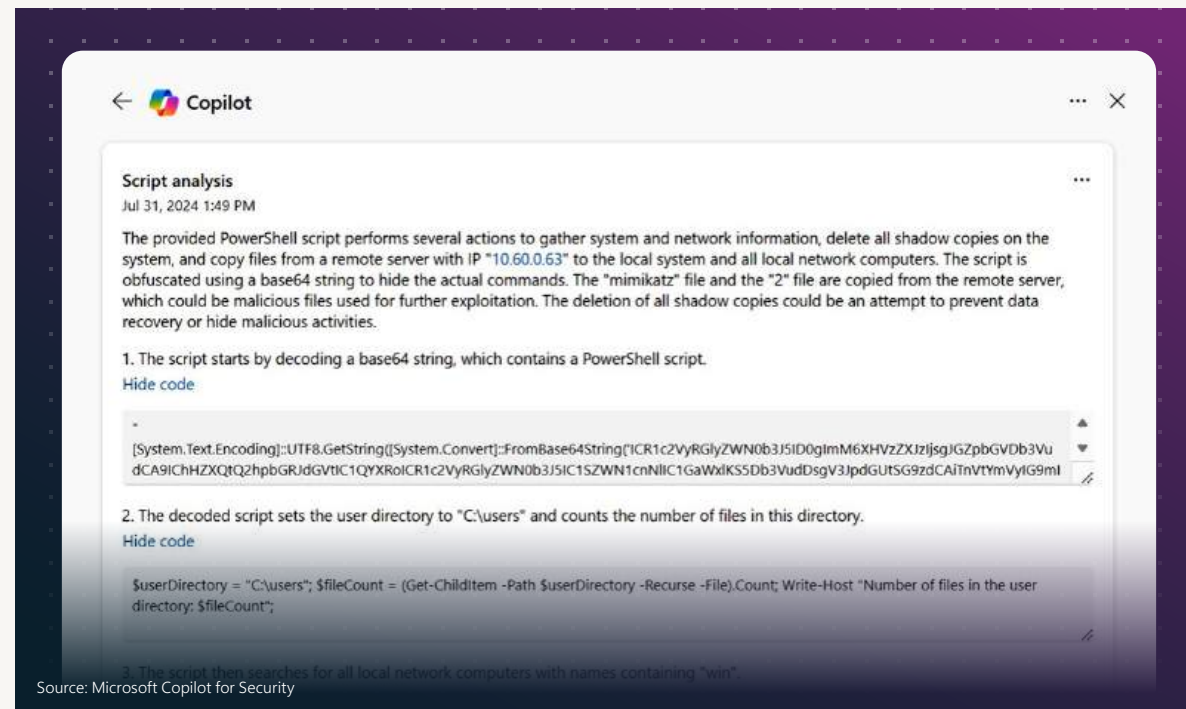 Copilot
Script analysis
Jul 31, 2024 1:49 PM
The provided PowerShell script performs several actions to gather system and network information, delete all shadow copies on the
system, and copy files from a remote server with IP "10.60.0.63" to the local system and all local network computers. The script is
obfuscated using a base64 string to hide the actual commands. The "mimikatz" file and the "2" file are copied from the remote server,
which could be malicious files used for further exploitation. The deletion of all shadow copies could be an attempt to prevent data
recovery or hide malicious activities.
1. The script starts by decoding a base64 string, which contains a PowerShell script.
Hide code
[System.Text.Encoding]::UTF8.GetString([System.Convert]::FromBase64String('
2. The decoded script sets the user directory to "C:\users" and counts the number of files in this directory.
Hide code
$userDirectory = "C:\users"; $fileCount = (Get-ChildItem -Path $userDirectory -Recurse -File).Count; Write-Host "Number of files in the user
directory: $fileCount";
3. The script then searches for all local network computers with names containing "win".
Source: Microsoft Copilot for Security